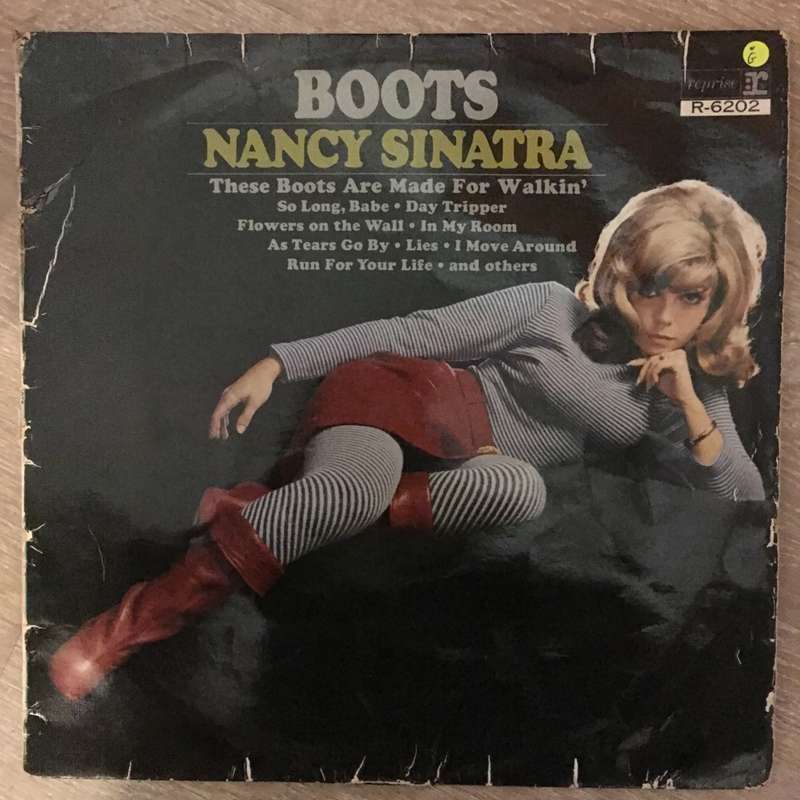 BOOTS
G
reprise r:
R-6202
NANCY SINATRA
These Boots Are Made For Walkin'
So Long, Babe • Day Tripper
Flowers on the Wall • In My Room
As Tears Go By • Lies • I Move Around
Run For Your Life • and others